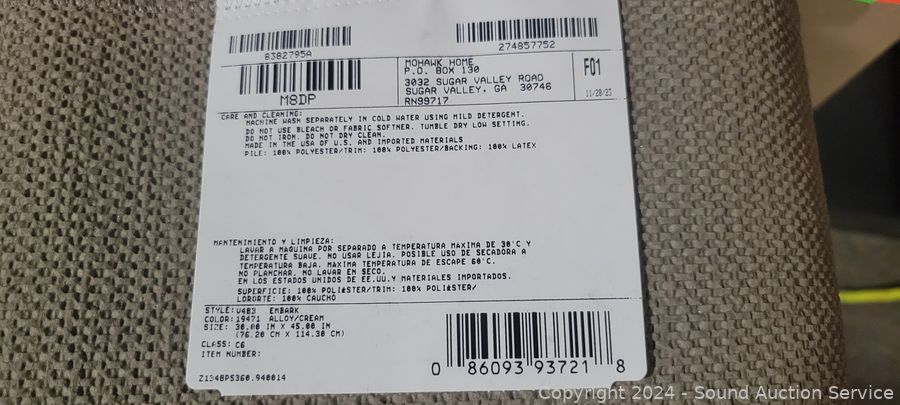 8382795A
274857752
M8DP
MOHAWK HOME
P.O. BOX 130
3032 SUGAR VALLEY ROAD
SUGAR VALLEY, GA 30746
RN99717
F01
11/28/23
CARE AND CLEANING:
MACHINE WASH SEPARATELY IN COLD WATER USING MILD DETERGENT.
DO NOT USE BLEACH OR FABRIC SOFTNER. TUMBLE DRY LOW SETTING.
DO NOT IRON. DO NOT DRY CLEAN.
MADE IN THE USA OF U.S. AND IMPORTED MATERIALS
PILE: 100% POLYESTER/TRIM: 100% POLYESTER/BACKING: 100% LATEX
MANTENIMIENTO Y LIMPIEZA:
LAVAR A MAQUINA POR SEPARADO A TEMPERATURA MAXIMA DE 30°C Y
DETERGENTE SUAVE. NO USAR LEJIA. POSIBLE USO DE SECADORA A
TEMPERATURA BAJA. MAXIMA TEMPERATURA DE ESCAPE 60°C.
NO PLANCHAR. NO LAVAR EN SECO.
EN LOS ESTADOS UNIDOS DE EE.UU.Y MATERIALES IMPORTADOS.
SUPERFICIE: 100% POLIéSTER/TRIM: 100% POLIéSTER/
LORORTE: 100% CAUCHO
STYLE: U4B3 EMBARK
COLOR: 19471 ALLOY/CREAM
SIZE: 30.00 IN X 45.00 IN
(76.20 CM X 114.30 CM)
CLASS: C6
ITEM NUMBER:
Z1348PS360.940014
0 86093 93721 8
Copyright © 2024 - Sound Auction Service